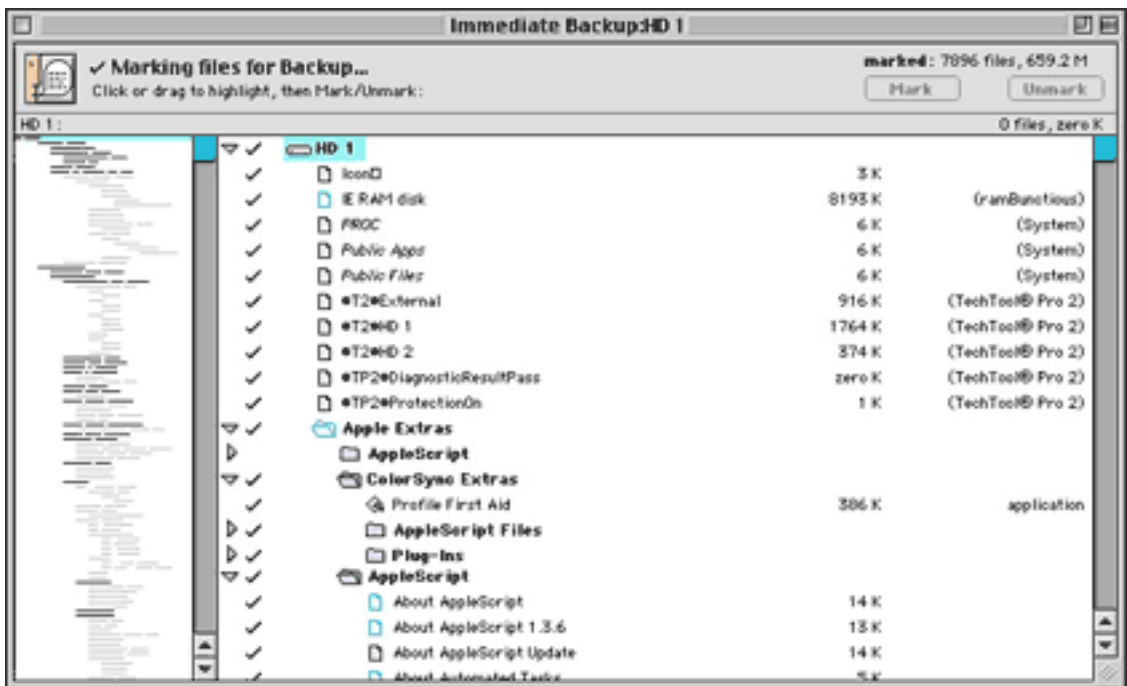 Immediate Backup:HD 1
✓ Marking files for Backup...
marked: 7896 files, 659.2 M
Click or drag to highlight, then Mark/Unmark:
Mark Unmark
HD 1: 0 files, zero K
HD 1
Icon 3 K
IE RAM disk 8193 K (ramBunctious)
PROC 6 K (System)
Public Apps 6 K (System)
Public Files 6 K (System)
•T2•External 916 K (TechTool® Pro 2)
•T2•HD 1 1764 K (TechTool® Pro 2)
•T2•HD 2 374 K (TechTool® Pro 2)
•TP2•DiagnosticResultPass zero K (TechTool® Pro 2)
•TP2•ProtectionOn 1 K (TechTool® Pro 2)
Apple Extras
AppleScript
ColorSync Extras
Profile First Aid 386 K application
AppleScript Files
Plug-Ins
AppleScript
About AppleScript 14 K
About AppleScript 1.3.6 13 K
About AppleScript Update 14 K
About Automated Tasks 5 K